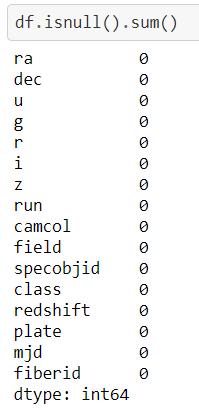 df.isnull().sum()
ra 0
dec 0
u 0
g 0
r 0
i 0
z 0
run 0
camcol 0
field 0
specobjid 0
class 0
redshift 0
plate 0
mjd 0
fiberid 0
dtype: int64